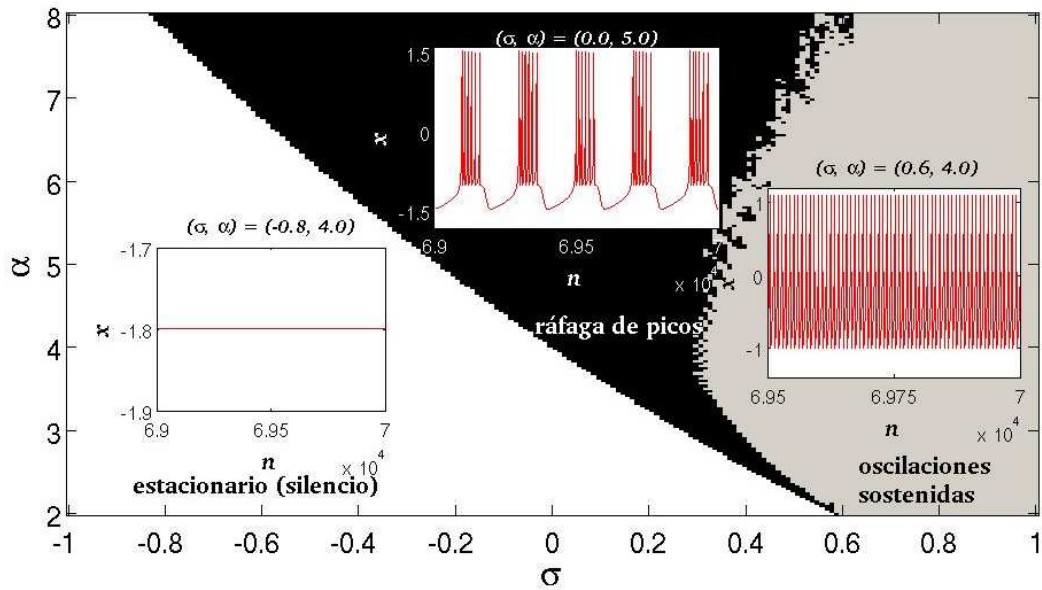 8
7
6
5
4
3
2
α
-1
-0.8
-0.6
-0.4
-0.2
0
0.2
0.4
0.6
0.8
1
σ
(σ, α) = (0.0, 5.0)
1.5
0
-1.5
x
6.9
6.95
7
x 10⁴
n
ráfaga de picos
(σ, α) = (0.6, 4.0)
1
0
-1
x
6.95
6.975
7
x 10⁴
n
oscilaciones
sostenidas
(σ, α) = (-0.8, 4.0)
-1.7
-1.8
-1.9
x
6.9
6.95
7
x 10⁴
n
estacionario (silencio)